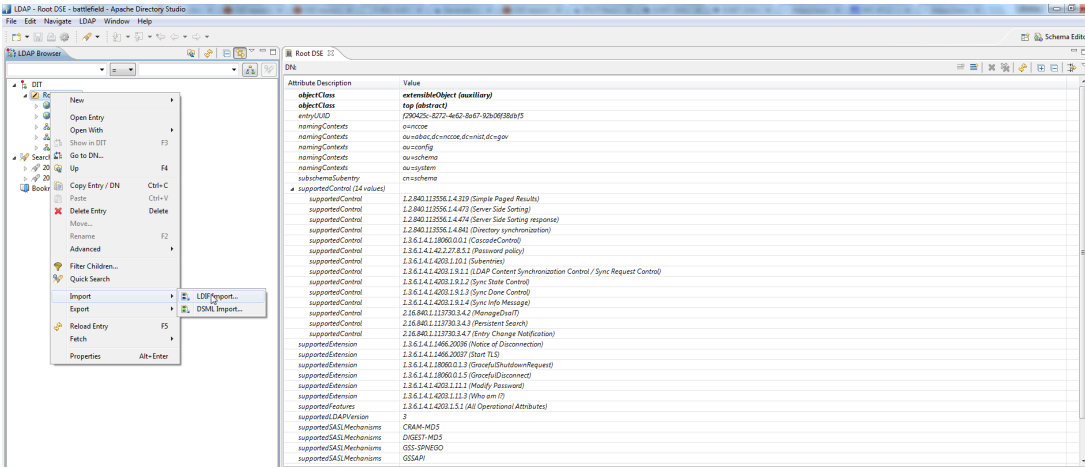 LDAP - Root DSE - battlefield - Apache Directory Studio
File Edit Navigate LDAP Window Help
Schema Edito
LDAP Browser
Root DSE
=
DN:
DIT
Ro
Searcl
20
20
Bookr
New
Open Entry
Open With
Show in DIT F3
Go to DN...
Up F4
Copy Entry / DN Ctrl+C
Paste Ctrl+V
Delete Entry Delete
Move...
Rename F2
Advanced
Filter Children...
Quick Search
Import
Export
Reload Entry F5
Fetch
Properties Alt+Enter
LDIF Import...
DSML Import...
Attribute Description Value
objectClass extensibleObject (auxiliary)
objectClass top (abstract)
entryUUID f290425c-8272-4e62-8a67-92b06f38dbf5
namingContexts o=nccoe
namingContexts ou=abac,dc=nccoe,dc=nist,dc=gov
namingContexts ou=config
namingContexts ou=schema
namingContexts ou=system
subschemaSubentry cn=schema
supportedControl (14 values)
supportedControl 1.2.840.113556.1.4.319 (Simple Paged Results)
supportedControl 1.2.840.113556.1.4.473 (Server Side Sorting)
supportedControl 1.2.840.113556.1.4.474 (Server Side Sorting response)
supportedControl 1.2.840.113556.1.4.841 (Directory synchronization)
supportedControl 1.3.6.1.4.1.18060.0.0.1 (CascadeControl)
supportedControl 1.3.6.1.4.1.42.2.27.8.5.1 (Password policy)
supportedControl 1.3.6.1.4.1.4203.1.10.1 (Subentries)
supportedControl 1.3.6.1.4.1.4203.1.9.1.1 (LDAP Content Synchronization Control / Sync Request Control)
supportedControl 1.3.6.1.4.1.4203.1.9.1.2 (Sync State Control)
supportedControl 1.3.6.1.4.1.4203.1.9.1.3 (Sync Done Control)
supportedControl 1.3.6.1.4.1.4203.1.9.1.4 (Sync Info Message)
supportedControl 2.16.840.1.113730.3.4.2 (ManageDsaIT)
supportedControl 2.16.840.1.113730.3.4.3 (Persistent Search)
supportedControl 2.16.840.1.113730.3.4.7 (Entry Change Notification)
supportedExtension 1.3.6.1.4.1.1466.20036 (Notice of Disconnection)
supportedExtension 1.3.6.1.4.1.1466.20037 (Start TLS)
supportedExtension 1.3.6.1.4.1.18060.0.1.3 (GracefulShutdownRequest)
supportedExtension 1.3.6.1.4.1.18060.0.1.5 (GracefulDisconnect)
supportedExtension 1.3.6.1.4.1.4203.1.11.1 (Modify Password)
supportedExtension 1.3.6.1.4.1.4203.1.11.3 (Who am I?)
supportedFeatures 1.3.6.1.4.1.4203.1.5.1 (All Operational Attributes)
supportedLDAPVersion 3
supportedSASLMechanisms CRAM-MD5
supportedSASLMechanisms DIGEST-MD5
supportedSASLMechanisms GSS-SPNEGO
supportedSASLMechanisms GSSAPI